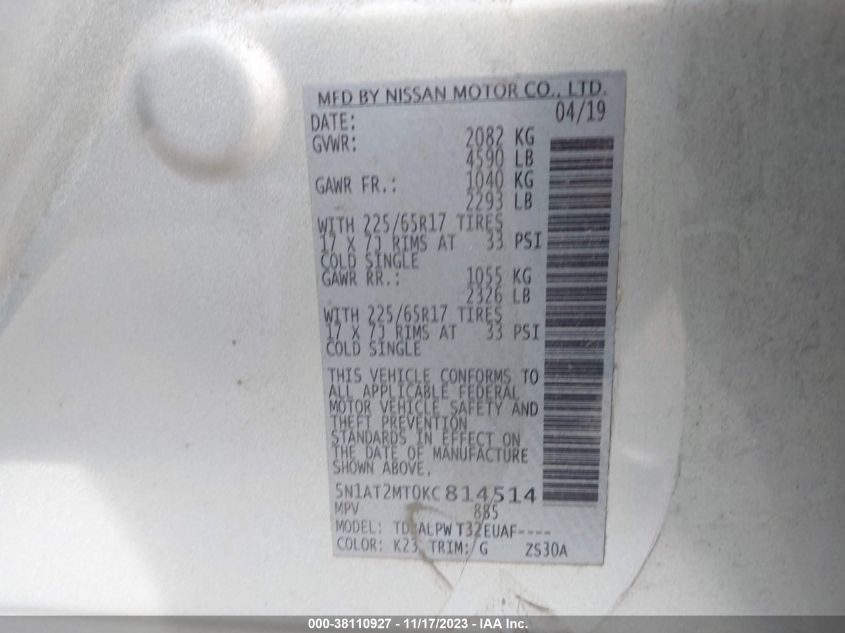 MFD BY NISSAN MOTOR CO., LTD.
DATE: 04/19
GVWR: 2082 KG
4590 LB
GAWR FR.: 1040 KG
2293 LB
WITH 225/65R17 TIRES
17 X 7J RIMS AT 33 PSI
COLD SINGLE
GAWR RR.: 1055 KG
2326 LB
WITH 225/65R17 TIRES
17 X 7J RIMS AT 33 PSI
COLD SINGLE
THIS VEHICLE CONFORMS TO
ALL APPLICABLE FEDERAL
MOTOR VEHICLE SAFETY AND
THEFT PREVENTION
STANDARDS IN EFFECT ON
THE DATE OF MANUFACTURE
SHOWN ABOVE.
5N1AT2MT0KC814514
MPV 885
MODEL: T32EUAF----
COLOR: K23 TRIM: G ZS30A
000-38110927 - 11/17/2023 - IAA Inc.